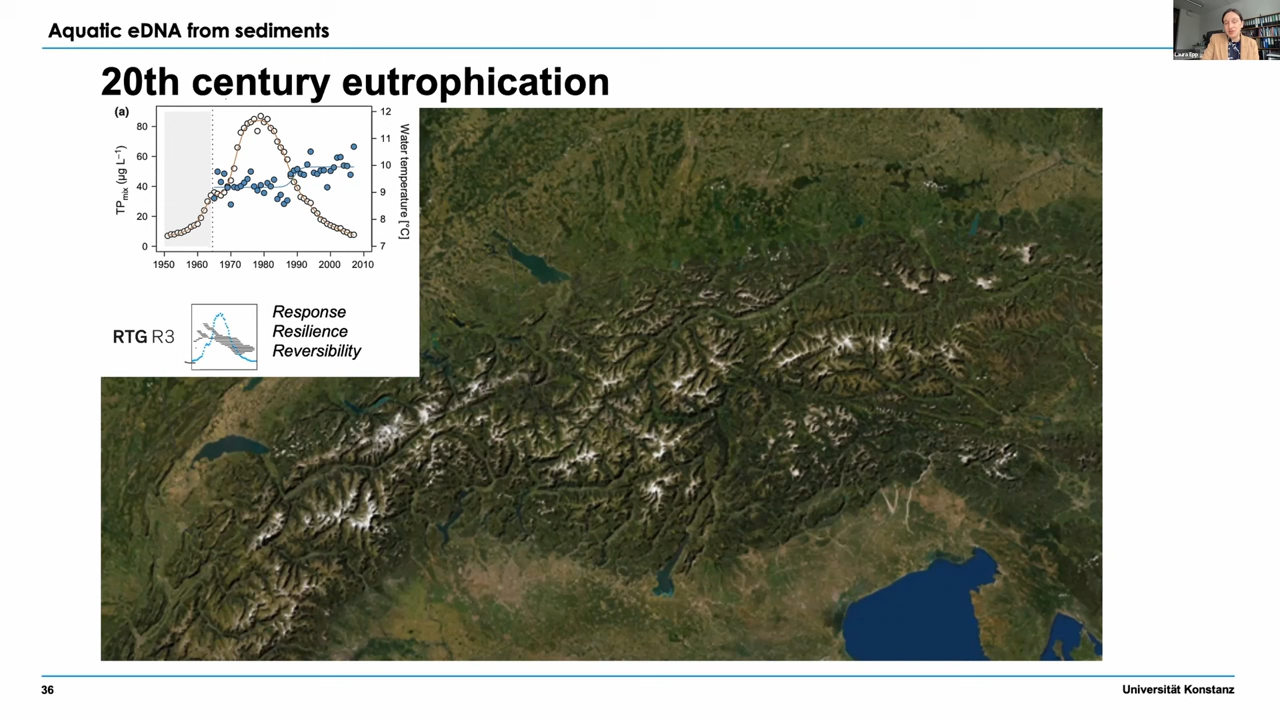 Aquatic eDNA from sediments
Laura Epp
20th century eutrophication
(a)
80
60
40
20
0
TPmix (µg L−1)
12
11
10
9
8
7
Water temperature [°C]
1950 1960 1970 1980 1990 2000 2010
RTG R3
Response
Resilience
Reversibility
36
Universität Konstanz